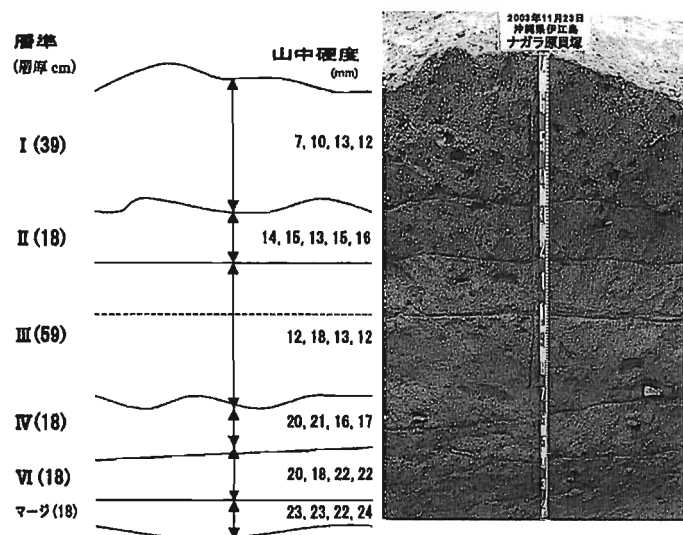 層準
(層厚 cm)
山中硬度
(mm)
I (39)
7, 10, 13, 12
II (18)
14, 15, 13, 15, 16
III (59)
12, 18, 13, 12
IV (18)
20, 21, 16, 17
VI (18)
20, 18, 22, 22
マージ (18)
23, 23, 22, 24
2003年11月23日
沖縄県伊江島
ナガラ原貝塚